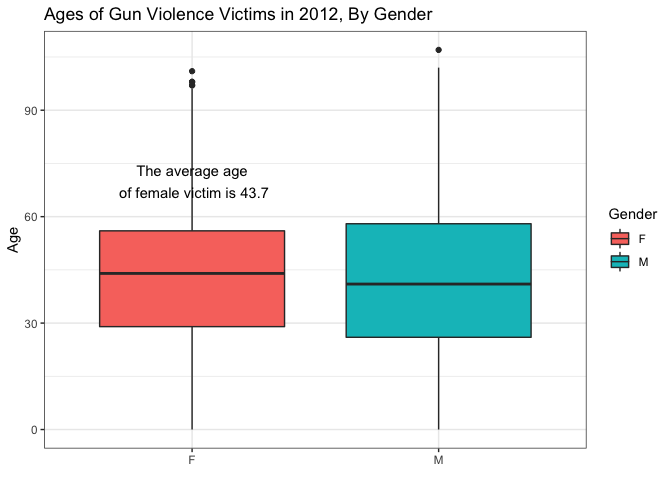 Ages of Gun Violence Victims in 2012, By Gender
90
60
30
0
Age
The average age
of female victim is 43.7
F
M
Gender
F
M